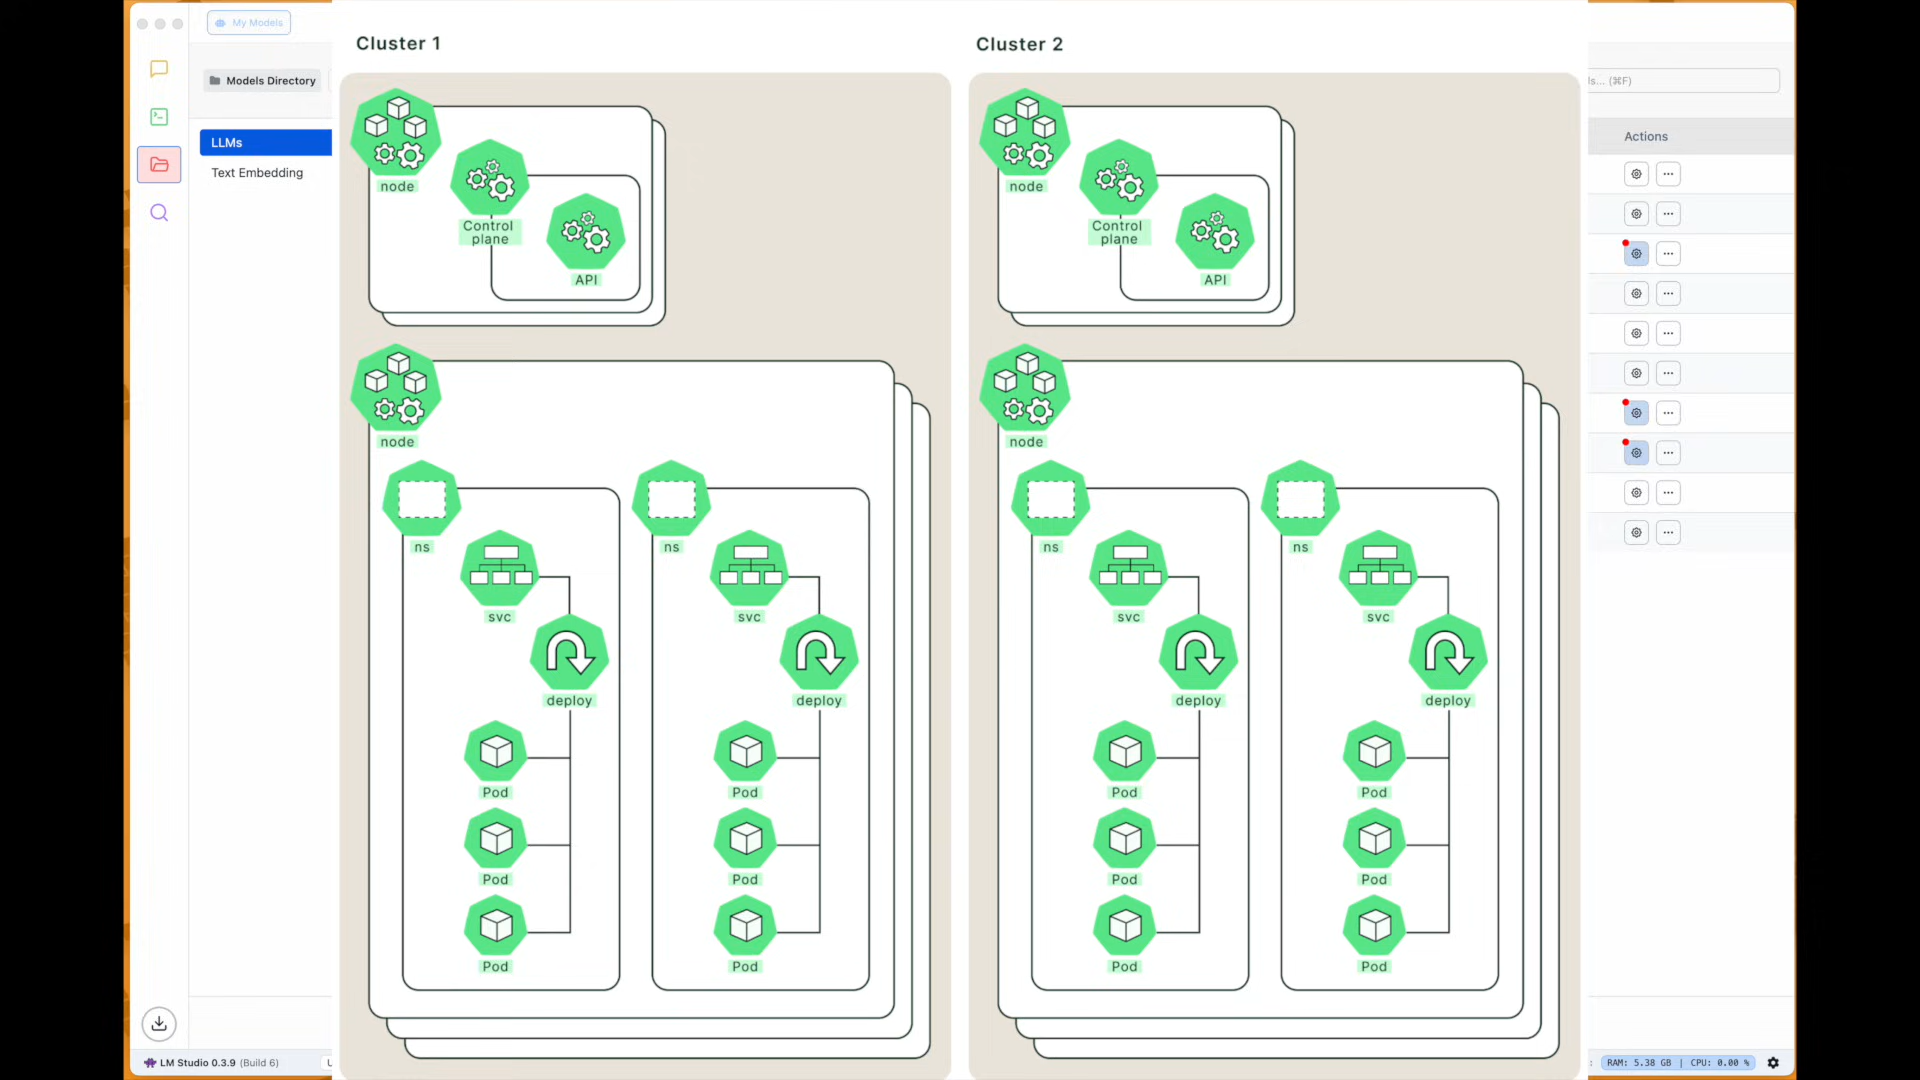 My Models
Cluster 1
Cluster 2
Models Directory
(⌘F)
LLMs
Actions
Text Embedding
node
node
Control
plane
Control
plane
API
API
node
node
ns
ns
ns
ns
svc
svc
svc
svc
deploy
deploy
deploy
deploy
Pod
Pod
Pod
Pod
Pod
Pod
Pod
Pod
Pod
Pod
Pod
Pod
LM Studio 0.3.9 (Build 6)
RAM: 5.38 GB | CPU: 0.00 %